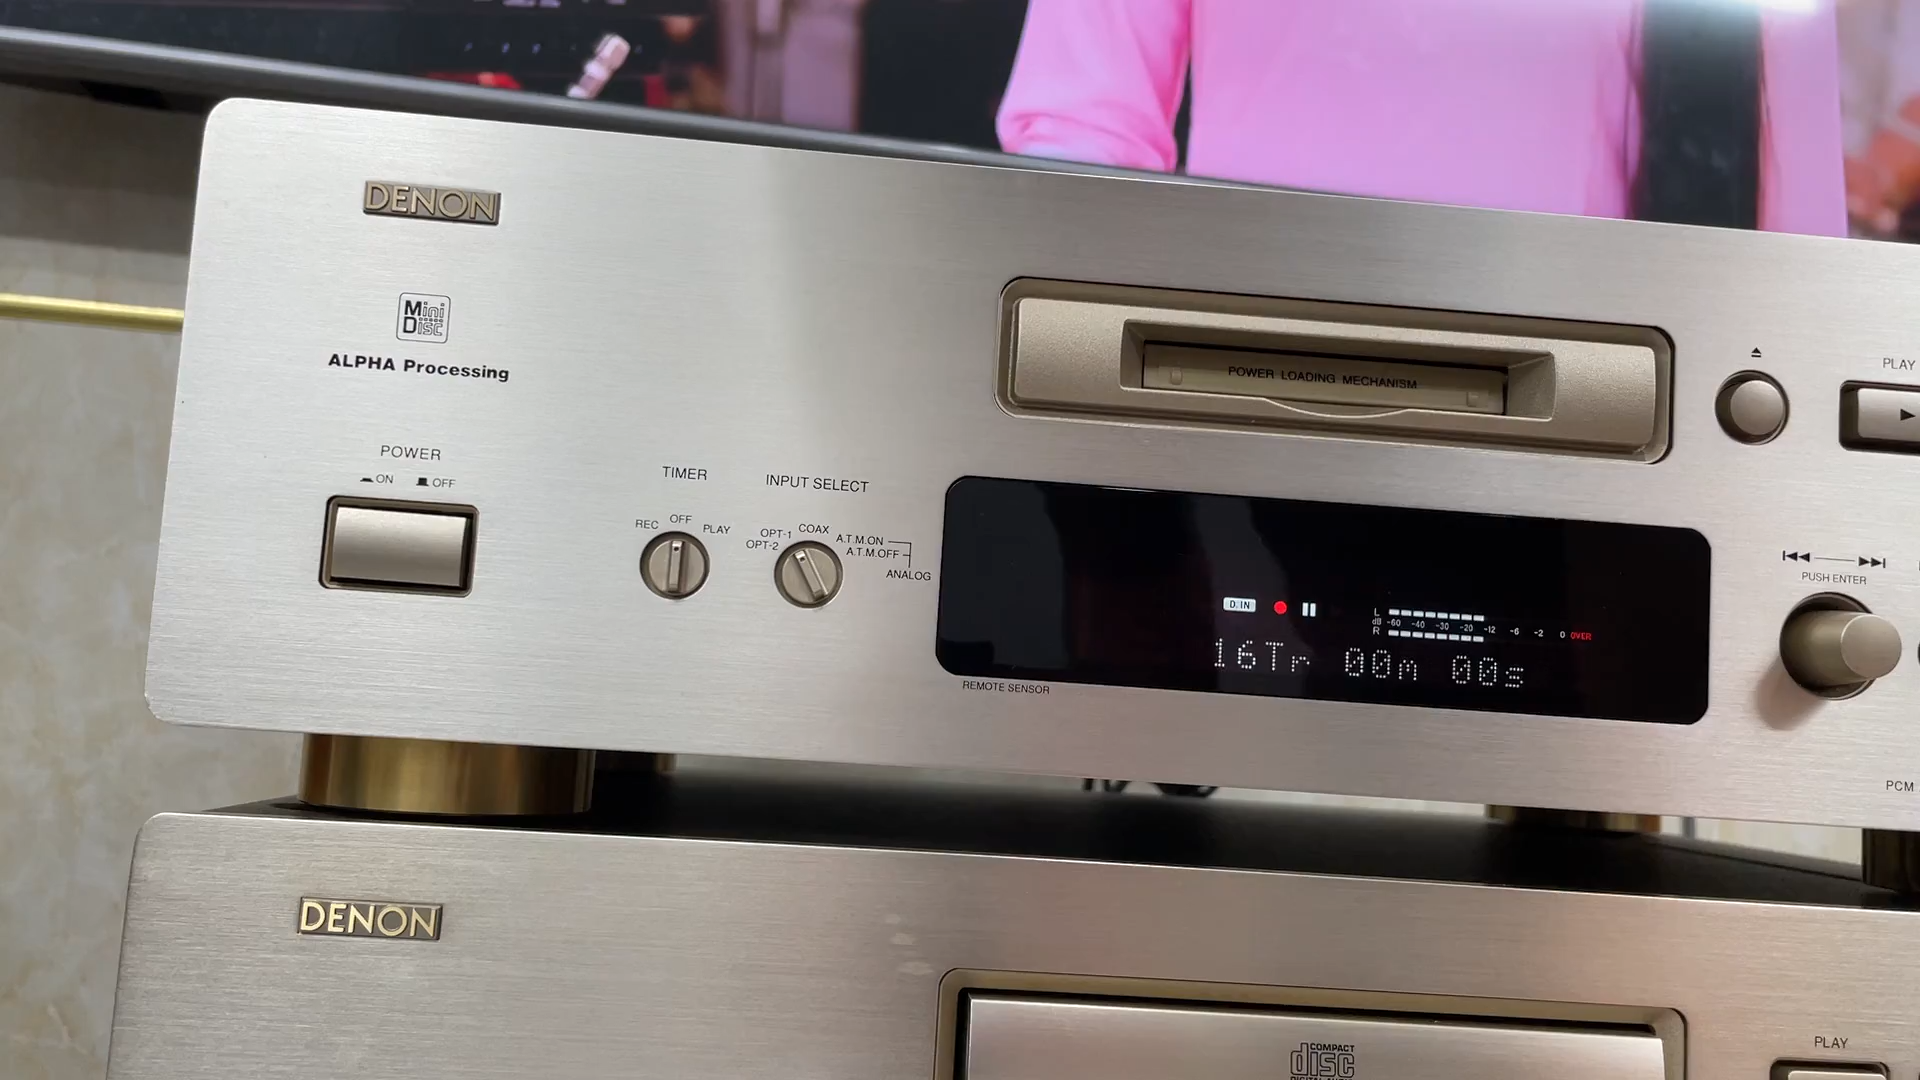 DENON
Mini
Disc
ALPHA Processing
POWER
ON OFF
TIMER
REC OFF PLAY
INPUT SELECT
OPT-2 OPT-1 COAX A.T.M.ON
A.T.M.OFF
ANALOG
POWER LOADING MECHANISM
PLAY
D.IN
L
dB -60 -40 -30 -20 -12 -6 -2 0 OVER
R
16Tr 00m 00s
REMOTE SENSOR
PUSH ENTER
PCM
DENON
COMPACT
disc
DIGITAL AUDIO
PLAY